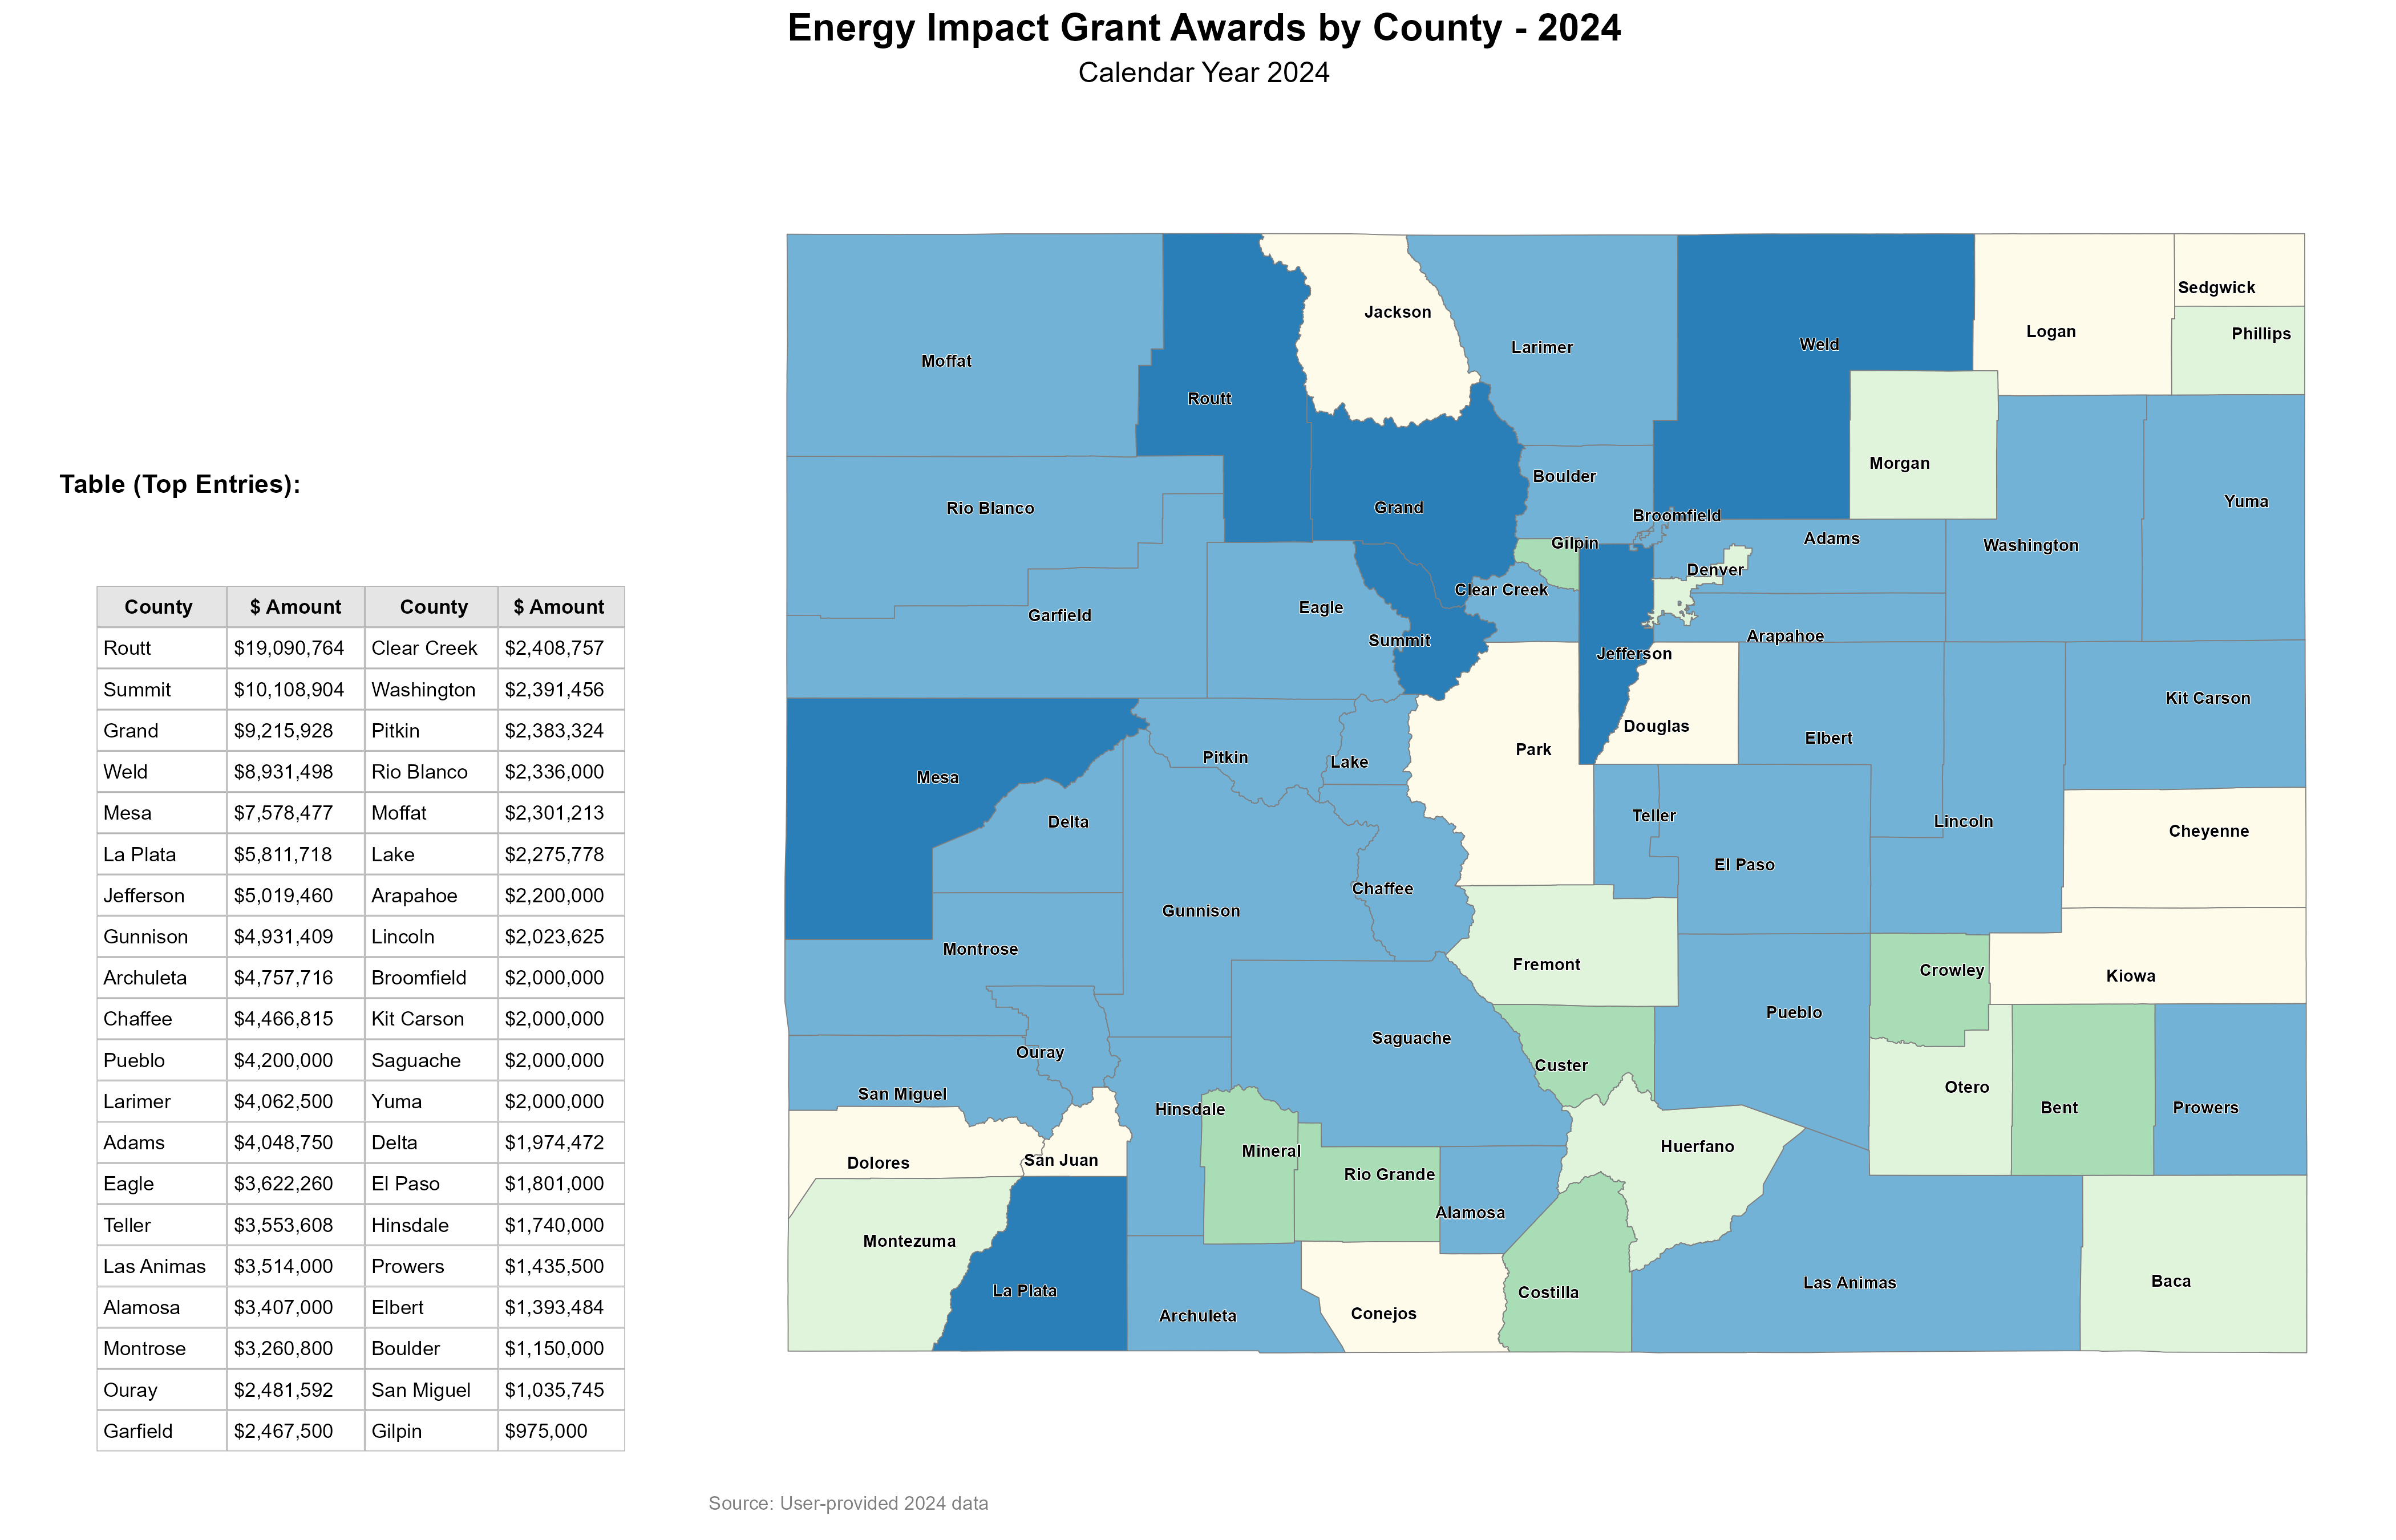 Energy Impact Grant Awards by County - 2024
Calendar Year 2024
Table (Top Entries):
County $ Amount County $ Amount
Routt $19,090,764 Clear Creek $2,408,757
Summit $10,108,904 Washington $2,391,456
Grand $9,215,928 Pitkin $2,383,324
Weld $8,931,498 Rio Blanco $2,336,000
Mesa $7,578,477 Moffat $2,301,213
La Plata $5,811,718 Lake $2,275,778
Jefferson $5,019,460 Arapahoe $2,200,000
Gunnison $4,931,409 Lincoln $2,023,625
Archuleta $4,757,716 Broomfield $2,000,000
Chaffee $4,466,815 Kit Carson $2,000,000
Pueblo $4,200,000 Saguache $2,000,000
Larimer $4,062,500 Yuma $2,000,000
Adams $4,048,750 Delta $1,974,472
Eagle $3,622,260 El Paso $1,801,000
Teller $3,553,608 Hinsdale $1,740,000
Las Animas $3,514,000 Prowers $1,435,500
Alamosa $3,407,000 Elbert $1,393,484
Montrose $3,260,800 Boulder $1,150,000
Ouray $2,481,592 San Miguel $1,035,745
Garfield $2,467,500 Gilpin $975,000
Sedgwick
Jackson
Logan
Phillips
Weld
Larimer
Moffat
Routt
Morgan
Boulder
Yuma
Rio Blanco
Grand
Broomfield
Adams
Gilpin
Washington
Denver
Clear Creek
Eagle
Garfield
Arapahoe
Summit
Jefferson
Kit Carson
Douglas
Elbert
Park
Pitkin
Lake
Mesa
Teller
Delta
Lincoln
Cheyenne
El Paso
Chaffee
Gunnison
Montrose
Fremont
Crowley
Kiowa
Pueblo
Saguache
Ouray
Custer
Otero
San Miguel
Hinsdale
Bent
Prowers
Huerfano
Mineral
San Juan
Dolores
Rio Grande
Alamosa
Montezuma
Baca
Las Animas
La Plata
Costilla
Conejos
Archuleta
Source: User-provided 2024 data